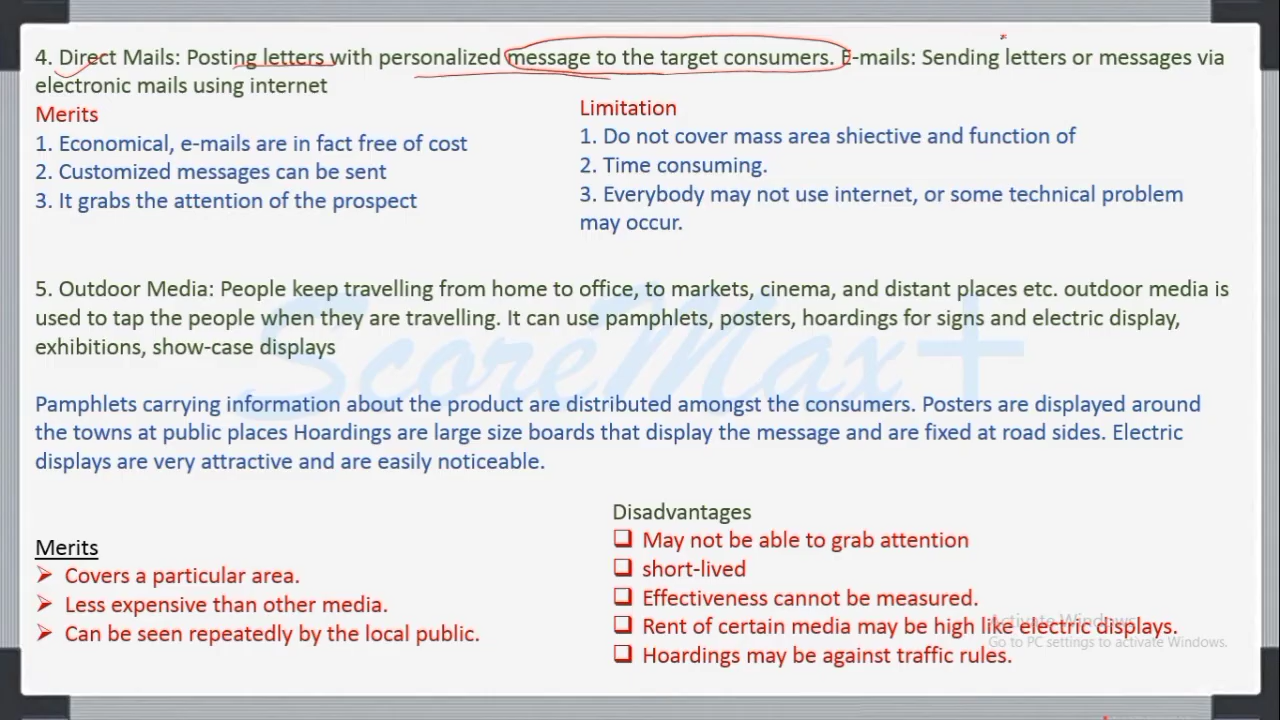 4. Direct Mails: Posting letters with personalized message to the target consumers. E-mails: Sending letters or messages via
electronic mails using internet
Merits
1. Economical, e-mails are in fact free of cost
2. Customized messages can be sent
3. It grabs the attention of the prospect
Limitation
1. Do not cover mass area shiective and function of
2. Time consuming.
3. Everybody may not use internet, or some technical problem
may occur.
5. Outdoor Media: People keep travelling from home to office, to markets, cinema, and distant places etc. outdoor media is
used to tap the people when they are travelling. It can use pamphlets, posters, hoardings for signs and electric display,
exhibitions, show-case displays
ScoreMax+
Pamphlets carrying information about the product are distributed amongst the consumers. Posters are displayed around
the towns at public places Hoardings are large size boards that display the message and are fixed at road sides. Electric
displays are very attractive and are easily noticeable.
Merits
Covers a particular area.
Less expensive than other media.
Can be seen repeatedly by the local public.
Disadvantages
May not be able to grab attention
short-lived
Effectiveness cannot be measured.
Rent of certain media may be high like electric displays.
Hoardings may be against traffic rules.
Activate Windows
Go to PC settings to activate Windows.